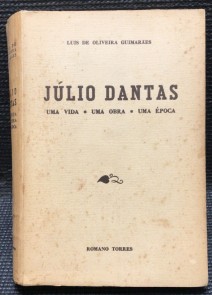 LUIS DE OLIVEIRA GUIMARÃES
JÚLIO DANTAS
UMA VIDA • UMA OBRA • UMA ÉPOCA
ROMANO TORRES